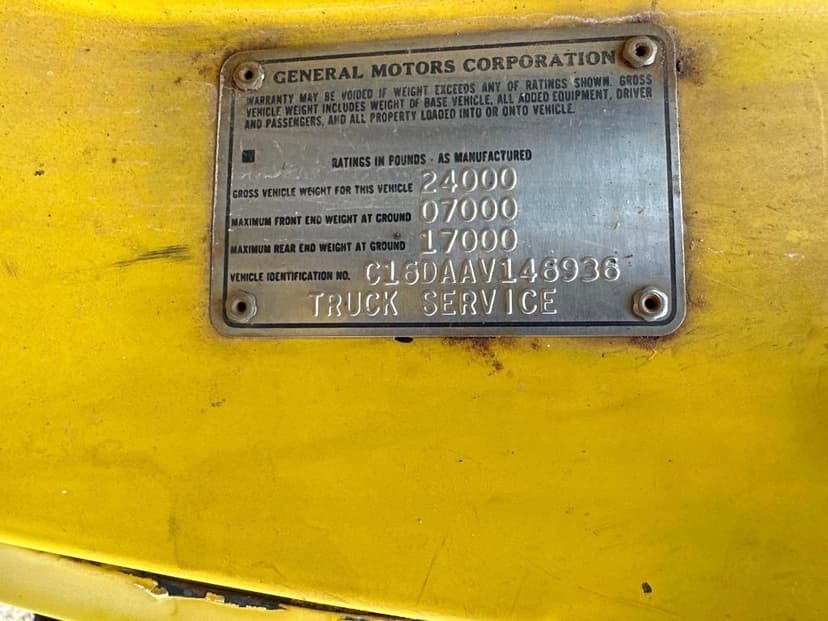 GENERAL MOTORS CORPORATION
WARRANTY MAY BE VOIDED IF WEIGHT EXCEEDS ANY OF RATINGS SHOWN. GROSS
VEHICLE WEIGHT INCLUDES WEIGHT OF BASE VEHICLE, ALL ADDED EQUIPMENT, DRIVER
AND PASSENGERS, AND ALL PROPERTY LOADED INTO OR ONTO VEHICLE.
RATINGS IN POUNDS - AS MANUFACTURED
GROSS VEHICLE WEIGHT FOR THIS VEHICLE 24000
MAXIMUM FRONT END WEIGHT AT GROUND 07000
MAXIMUM REAR END WEIGHT AT GROUND 17000
VEHICLE IDENTIFICATION NO. C16DAAV146936
TRUCK SERVICE